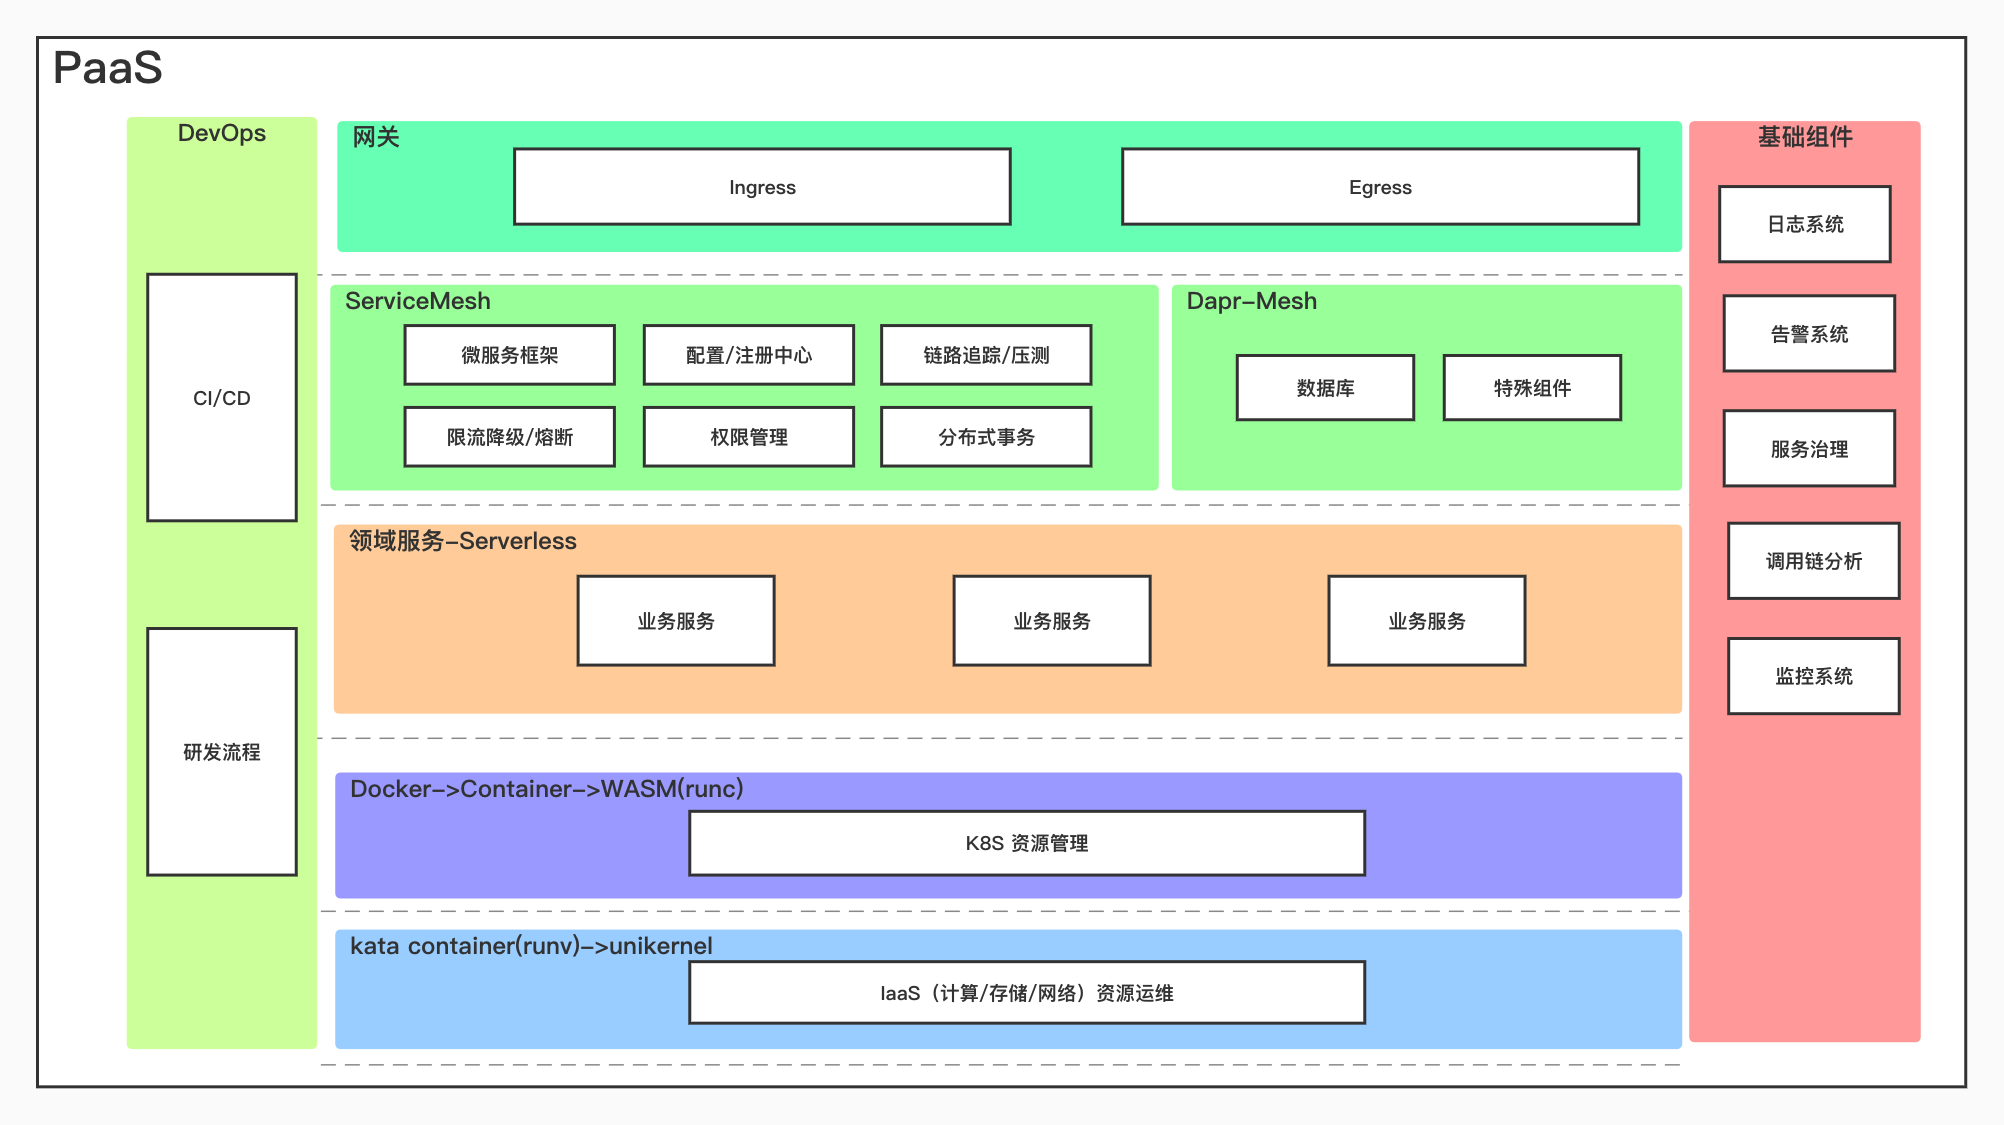 PaaS
DevOps
CI/CD
研发流程
网关
Ingress
Egress
ServiceMesh
微服务框架
配置/注册中心
链路追踪/压测
限流降级/熔断
权限管理
分布式事务
Dapr-Mesh
数据库
特殊组件
领域服务-Serverless
业务服务
业务服务
业务服务
Docker->Container->WASM(runc)
K8S 资源管理
kata container(runv)->unikernel
IaaS（计算/存储/网络）资源运维
基础组件
日志系统
告警系统
服务治理
调用链分析
监控系统